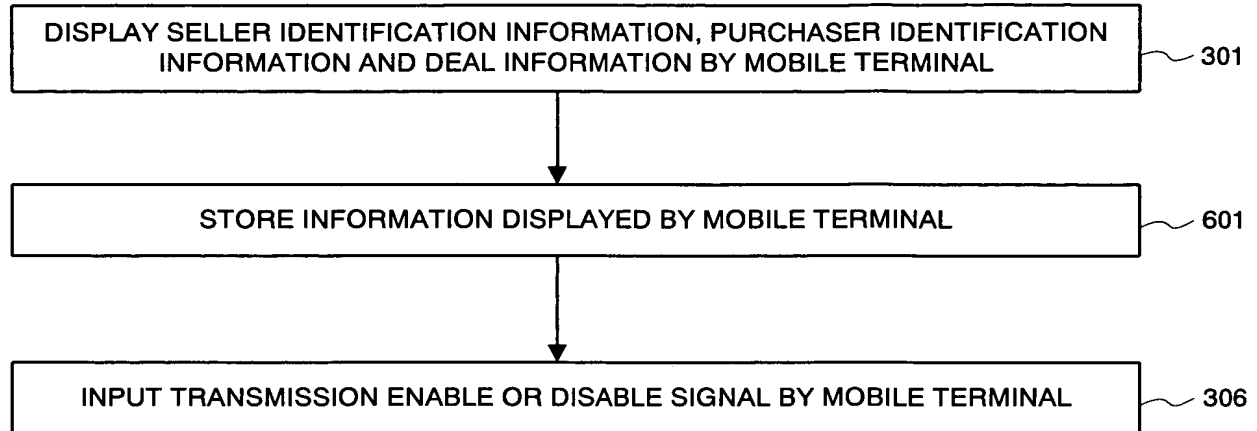 DISPLAY SELLER IDENTIFICATION INFORMATION, PURCHASER IDENTIFICATION
INFORMATION AND DEAL INFORMATION BY MOBILE TERMINAL
301
STORE INFORMATION DISPLAYED BY MOBILE TERMINAL
601
INPUT TRANSMISSION ENABLE OR DISABLE SIGNAL BY MOBILE TERMINAL
306